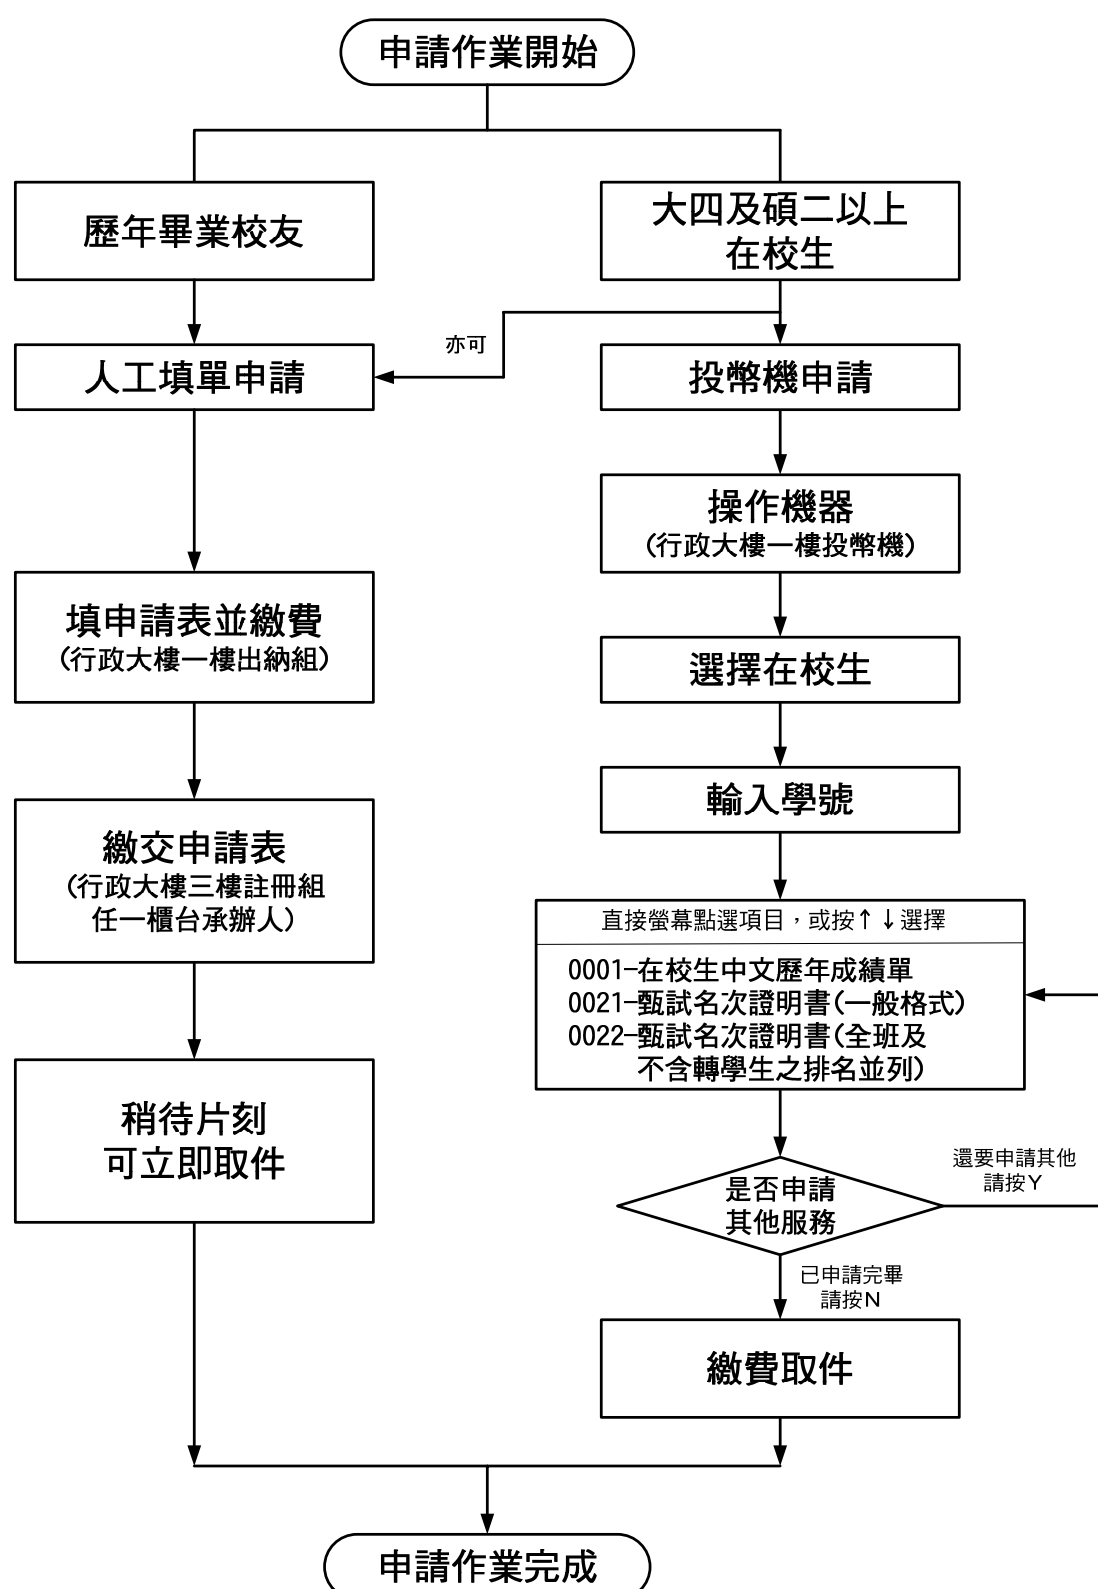 申請作業開始
歷年畢業校友
大四及碩二以上
在校生
亦可
人工填單申請
投幣機申請
操作機器
(行政大樓一樓投幣機)
填申請表並繳費
(行政大樓一樓出納組)
選擇在校生
輸入學號
繳交申請表
(行政大樓三樓註冊組
任一櫃台承辦人)
直接螢幕點選項目，或按↑↓選擇
0001-在校生中文歷年成績單
0021-甄試名次證明書(一般格式)
0022-甄試名次證明書(全班及
不含轉學生之排名並列)
稍待片刻
可立即取件
是否申請
其他服務
還要申請其他
請按Y
已申請完畢
請按N
繳費取件
申請作業完成